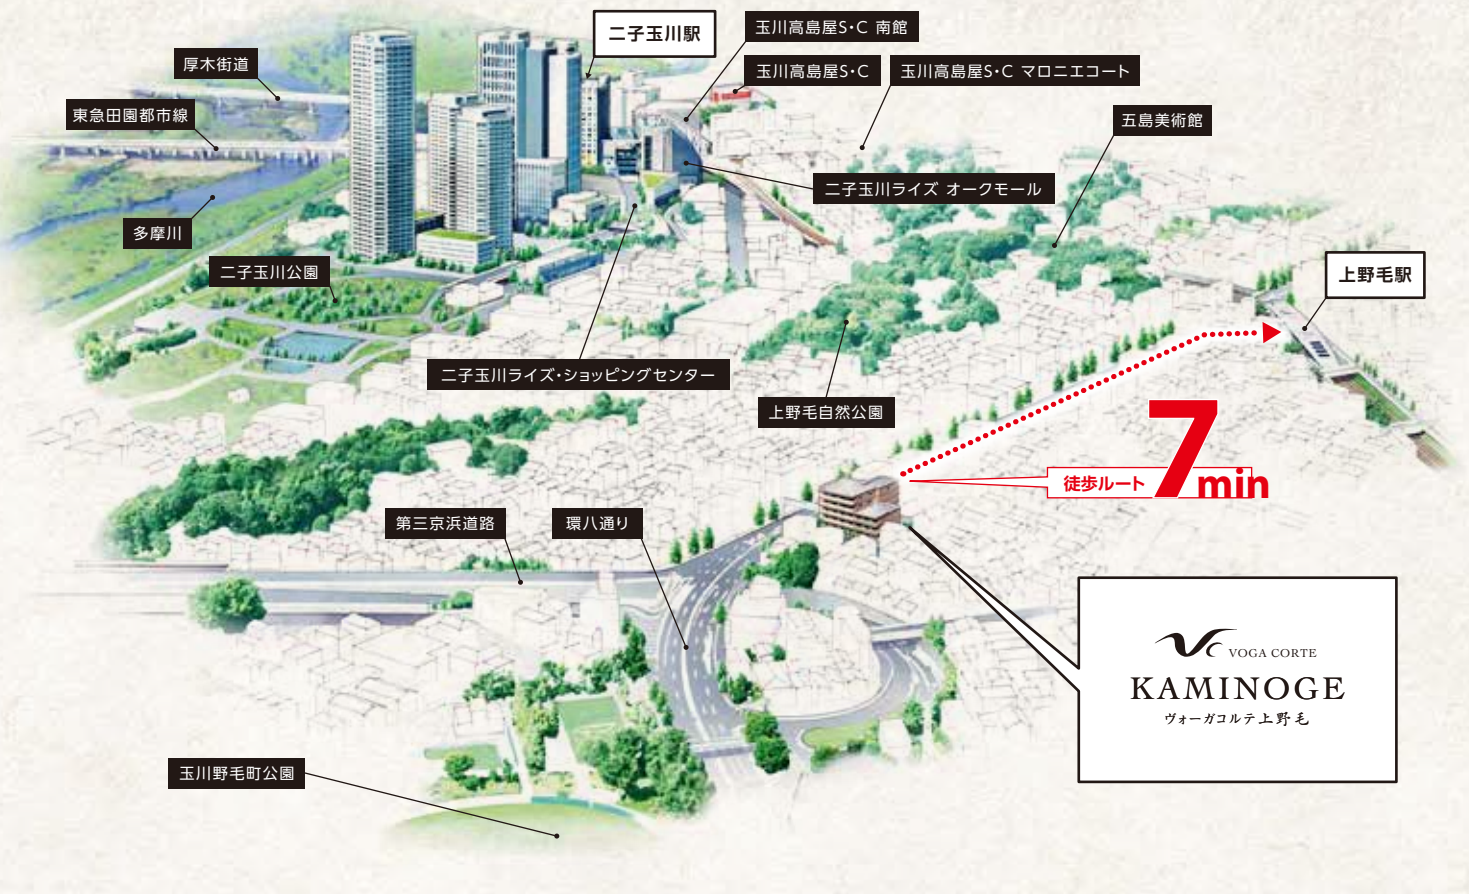 二子玉川駅
玉川高島屋S・C 南館
厚木街道
玉川高島屋S・C
玉川高島屋S・C マロニエコート
東急田園都市線
五島美術館
二子玉川ライズ オークモール
多摩川
二子玉川公園
上野毛駅
二子玉川ライズ・ショッピングセンター
上野毛自然公園
徒歩ルート 7min
第三京浜道路
環八通り
VOGA CORTE
KAMINOGE
ヴォーガコルテ上野毛
玉川野毛町公園